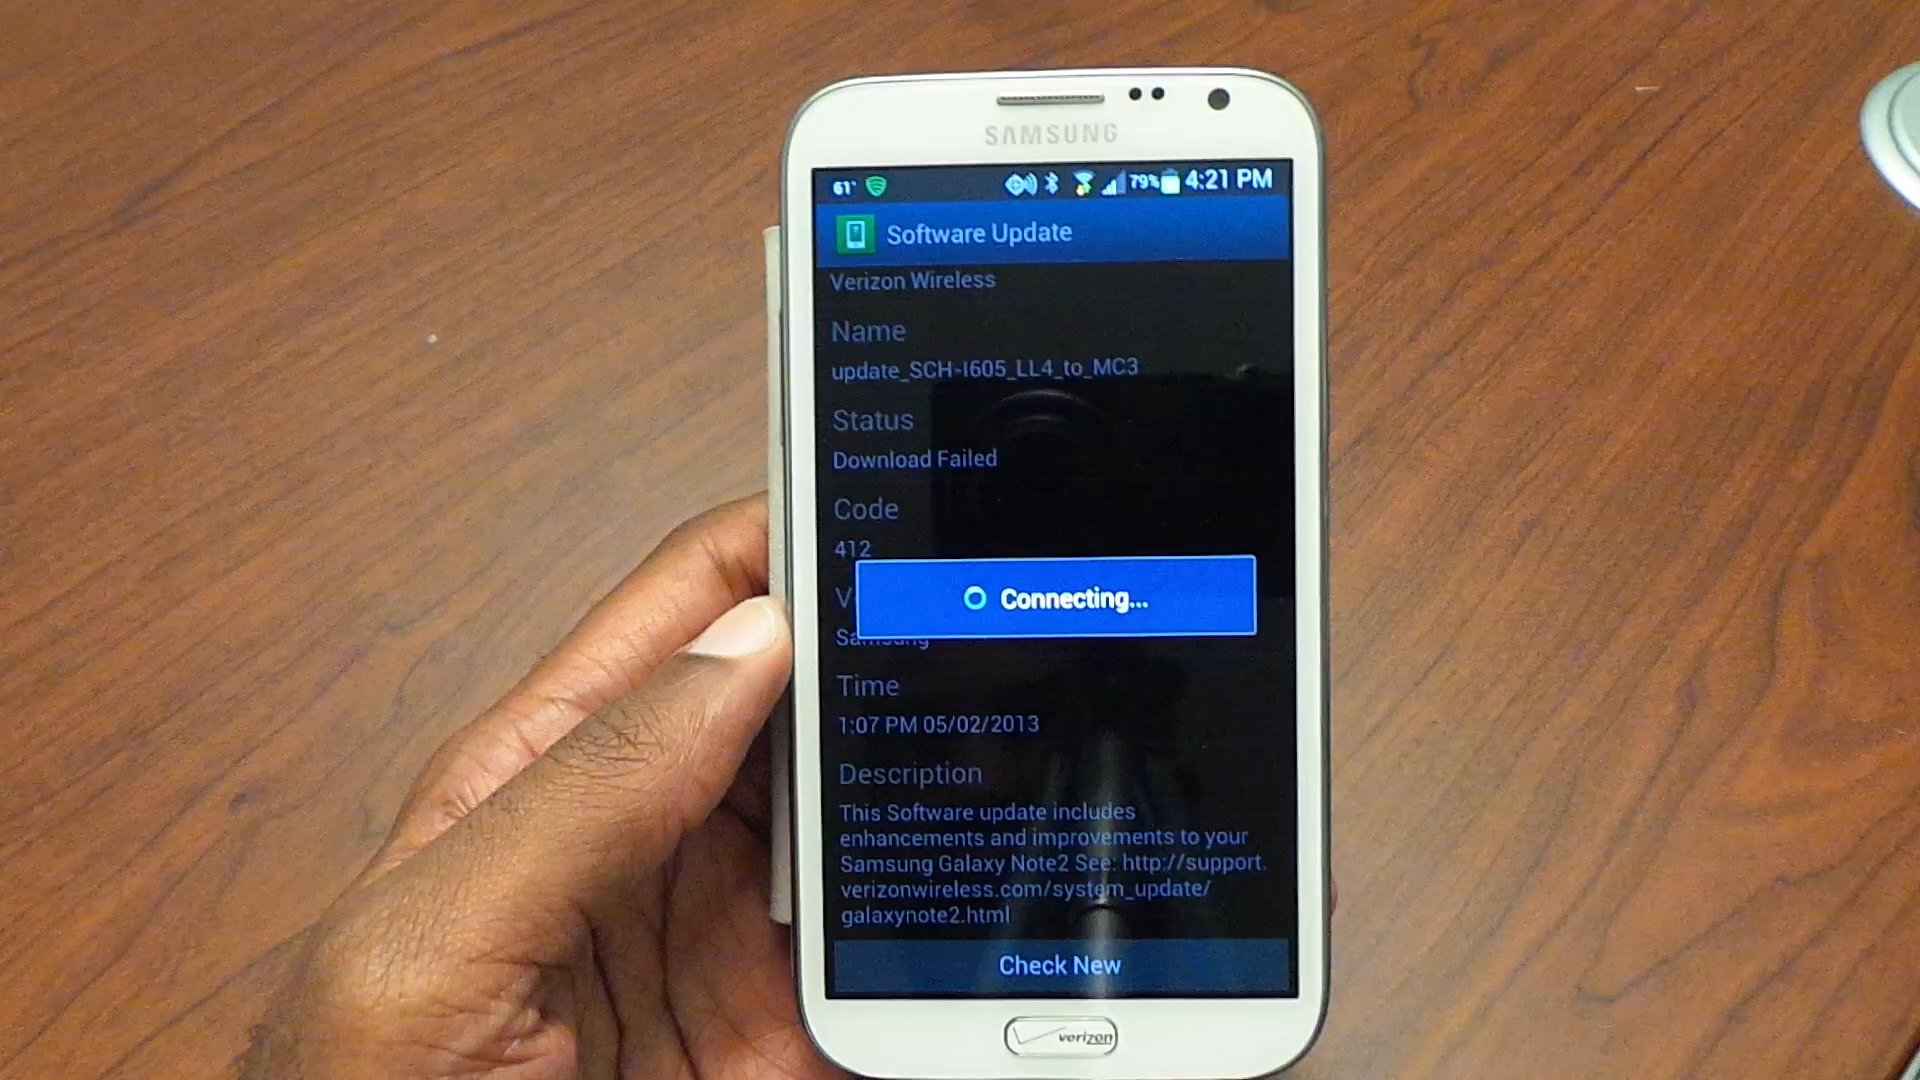 SAMSUNG
61° 79% 4:21 PM
Software Update
Verizon Wireless
Name
update_SCH-I605_LL4_to_MC3
Status
Download Failed
Code
412
Connecting...
Samsung
Time
1:07 PM 05/02/2013
Description
This Software update includes
enhancements and improvements to your
Samsung Galaxy Note2 See: http://support.
verizonwireless.com/system_update/
galaxynote2.html
Check New
verizon